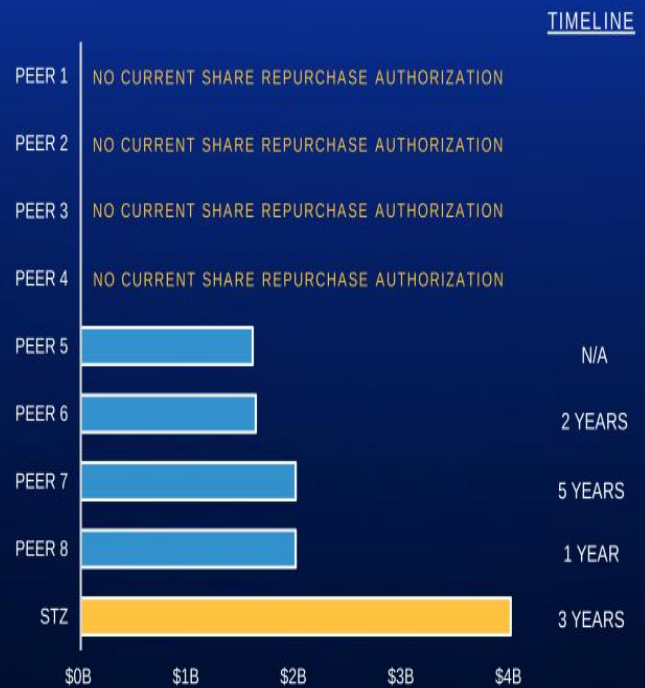 TIMELINE
PEER 1 NO CURRENT SHARE REPURCHASE AUTHORIZATION
PEER 2 NO CURRENT SHARE REPURCHASE AUTHORIZATION
PEER 3 NO CURRENT SHARE REPURCHASE AUTHORIZATION
PEER 4 NO CURRENT SHARE REPURCHASE AUTHORIZATION
PEER 5 N/A
PEER 6 2 YEARS
PEER 7 5 YEARS
PEER 8 1 YEAR
STZ 3 YEARS
$0B $1B $2B $3B $4B